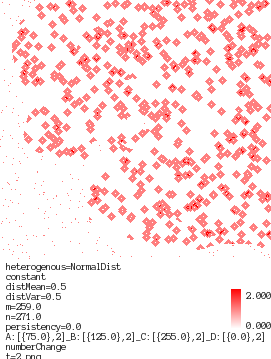 heterogenous=NormalDist
constant
distMean=0.5
distVar=0.5
m=259.0
n=271.0
persistency=0.0
A:[{75.0},2]_B:[{125.0},2]_C:[{255.0},2]_D:[{0.0},2]
numberChange
t=2.png
2.000
0.000